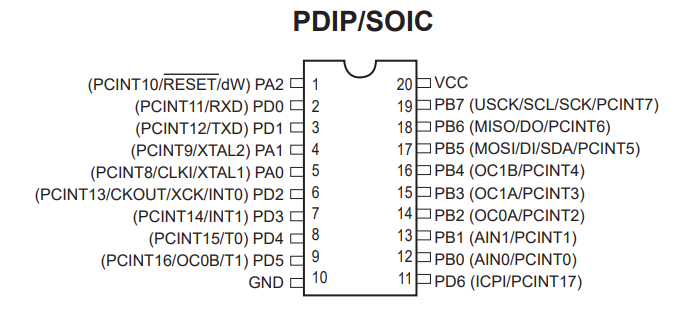 PDIP/SOIC
(PCINT10/RESET/dW) PA2 1 20 VCC
(PCINT11/RXD) PD0 2 19 PB7 (USCK/SCL/SCK/PCINT7)
(PCINT12/TXD) PD1 3 18 PB6 (MISO/DO/PCINT6)
(PCINT9/XTAL2) PA1 4 17 PB5 (MOSI/DI/SDA/PCINT5)
(PCINT8/CLKI/XTAL1) PA0 5 16 PB4 (OC1B/PCINT4)
(PCINT13/CKOUT/XCK/INT0) PD2 6 15 PB3 (OC1A/PCINT3)
(PCINT14/INT1) PD3 7 14 PB2 (OC0A/PCINT2)
(PCINT15/T0) PD4 8 13 PB1 (AIN1/PCINT1)
(PCINT16/OC0B/T1) PD5 9 12 PB0 (AIN0/PCINT0)
GND 10 11 PD6 (ICPI/PCINT17)